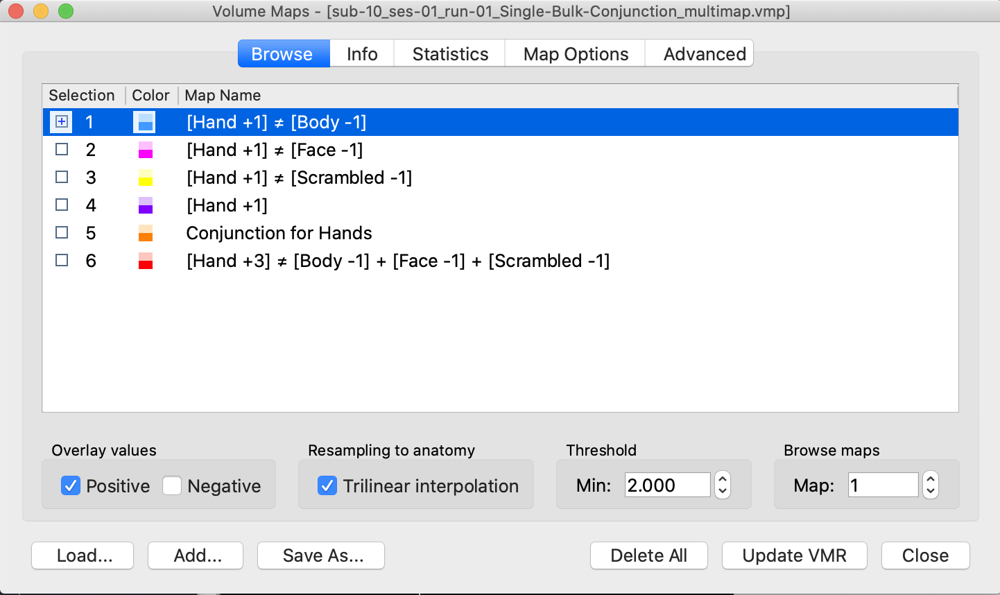 Volume Maps - [sub-10_ses-01_run-01_Single-Bulk-Conjunction_multimap.vmp]
Browse Info Statistics Map Options Advanced
Selection Color Map Name
1 [Hand +1] ≠ [Body -1]
2 [Hand +1] ≠ [Face -1]
3 [Hand +1] ≠ [Scrambled -1]
4 [Hand +1]
5 Conjunction for Hands
6 [Hand +3] ≠ [Body -1] + [Face -1] + [Scrambled -1]
Overlay values Resampling to anatomy Threshold Browse maps
Positive Negative Trilinear interpolation Min: 2.000 Map: 1
Load... Add... Save As... Delete All Update VMR Close